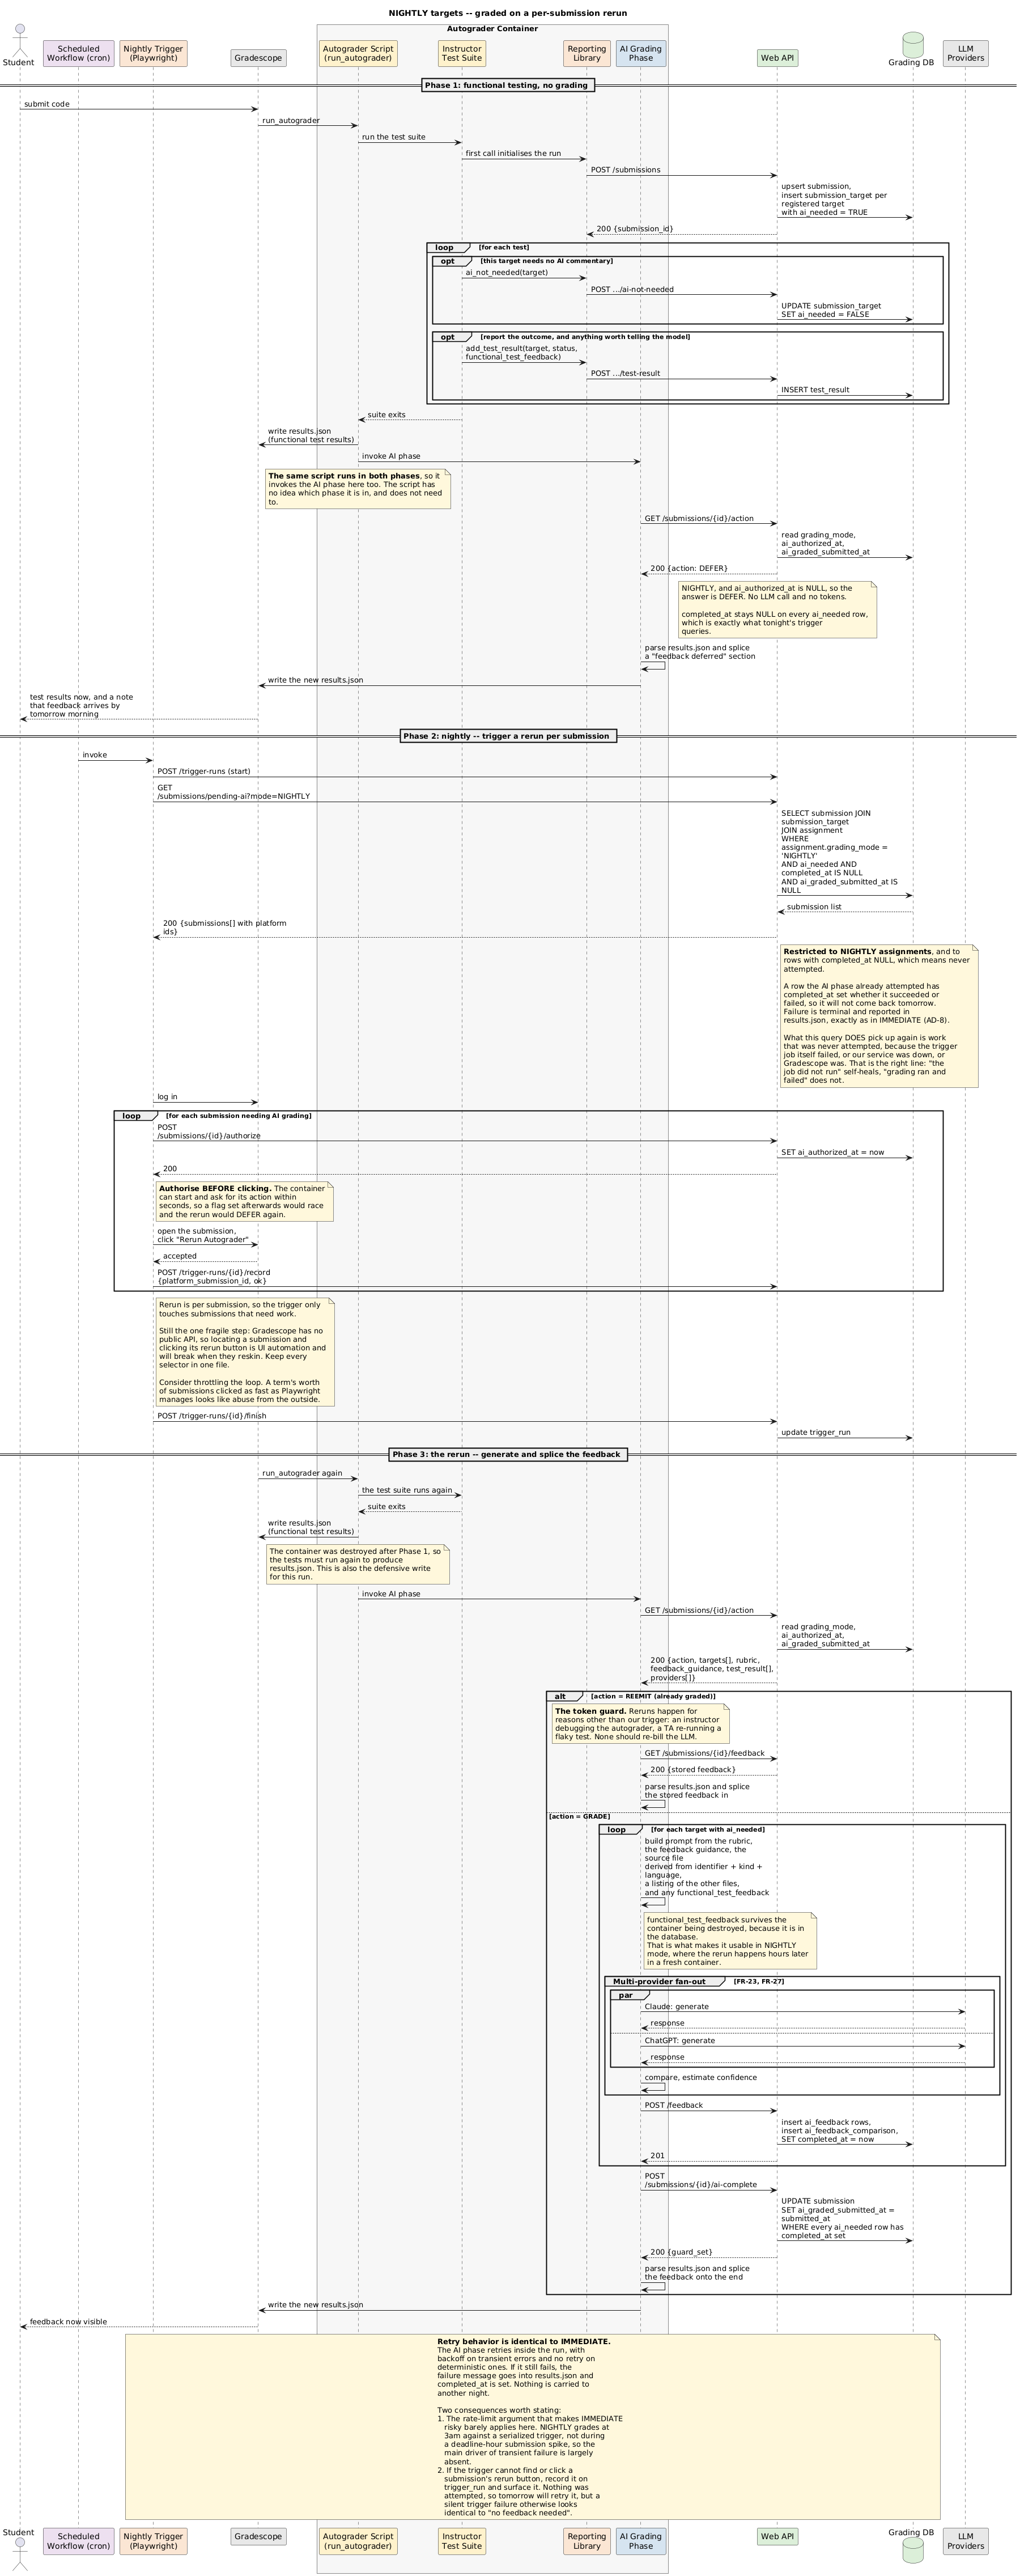 NIGHTLY targets -- graded on a per-submission rerun
Autograder Container
Student
Scheduled
Workflow (cron)
Nightly Trigger
(Playwright)
Gradescope
Autograder Script
(run_autograder)
Instructor
Test Suite
Reporting
Library
AI Grading
Phase
Web API
Grading DB
LLM
Providers
Phase 1: functional testing, no grading
submit code
run_autograder
run the test suite
first call initialises the run
POST /submissions
upsert submission,
insert submission_target per
registered target
with ai_needed = TRUE
200 {submission_id}
loop
[for each test]
opt
[this target needs no AI commentary]
ai_not_needed(target)
POST .../ai-not-needed
UPDATE submission_target
SET ai_needed = FALSE
opt
[report the outcome, and anything worth telling the model]
add_test_result(target, status,
functional_test_feedback)
POST .../test-result
INSERT test_result
suite exits
write results.json
(functional test results)
invoke AI phase
The same script runs in both phases, so it
invokes the AI phase here too. The script has
no idea which phase it is in, and does not need
to.
GET /submissions/{id}/action
read grading_mode,
ai_authorized_at,
ai_graded_submitted_at
200 {action: DEFER}
NIGHTLY, and ai_authorized_at is NULL, so the
answer is DEFER. No LLM call and no tokens.
completed_at stays NULL on every ai_needed row,
which is exactly what tonight's trigger
queries.
parse results.json and splice
a "feedback deferred" section
write the new results.json
test results now, and a note
that feedback arrives by
tomorrow morning
Phase 2: nightly -- trigger a rerun per submission
invoke
POST /trigger-runs (start)
GET
/submissions/pending-ai?mode=NIGHTLY
SELECT submission JOIN
submission_target
JOIN assignment
WHERE
assignment.grading_mode =
'NIGHTLY'
AND ai_needed AND
completed_at IS NULL
AND ai_graded_submitted_at IS
NULL
submission list
200 {submissions[] with platform
ids}
Restricted to NIGHTLY assignments, and to
rows with completed_at NULL, which means never
attempted.
A row the AI phase already attempted has
completed_at set whether it succeeded or
failed, so it will not come back tomorrow.
Failure is terminal and reported in
results.json, exactly as in IMMEDIATE (AD-8).
What this query DOES pick up again is work
that was never attempted, because the trigger
job itself failed, or our service was down, or
Gradescope was. That is the right line: "the
job did not run" self-heals, "grading ran and
failed" does not.
log in
loop
[for each submission needing AI grading]
POST
/submissions/{id}/authorize
SET ai_authorized_at = now
200
Authorise BEFORE clicking. The container
can start and ask for its action within
seconds, so a flag set afterwards would race
and the rerun would DEFER again.
open the submission,
click "Rerun Autograder"
accepted
POST /trigger-runs/{id}/record
{platform_submission_id, ok}
Rerun is per submission, so the trigger only
touches submissions that need work.
Still the one fragile step: Gradescope has no
public API, so locating a submission and
clicking its rerun button is UI automation and
will break when they reskin. Keep every
selector in one file.
Consider throttling the loop. A term's worth
of submissions clicked as fast as Playwright
manages looks like abuse from the outside.
POST /trigger-runs/{id}/finish
update trigger_run
Phase 3: the rerun -- generate and splice the feedback
run_autograder again
the test suite runs again
suite exits
write results.json
(functional test results)
The container was destroyed after Phase 1, so
the tests must run again to produce
results.json. This is also the defensive write
for this run.
invoke AI phase
GET /submissions/{id}/action
read grading_mode,
ai_authorized_at,
ai_graded_submitted_at
200 {action, targets[], rubric,
feedback_guidance, test_result[],
providers[]}
alt
[action = REEMIT (already graded)]
The token guard. Reruns happen for
reasons other than our trigger: an instructor
debugging the autograder, a TA re-running a
flaky test. None should re-bill the LLM.
GET /submissions/{id}/feedback
200 {stored feedback}
parse results.json and splice
the stored feedback in
[action = GRADE]
loop
[for each target with ai_needed]
build prompt from the rubric,
the feedback guidance, the
source file
derived from identifier + kind +
language,
a listing of the other files,
and any functional_test_feedback
functional_test_feedback survives the
container being destroyed, because it is in
the database.
That is what makes it usable in NIGHTLY
mode, where the rerun happens hours later
in a fresh container.
Multi-provider fan-out
[FR-23, FR-27]
par
Claude: generate
response
ChatGPT: generate
response
compare, estimate confidence
POST /feedback
insert ai_feedback rows,
insert ai_feedback_comparison,
SET completed_at = now
201
POST
/submissions/{id}/ai-complete
UPDATE submission
SET ai_graded_submitted_at =
submitted_at
WHERE every ai_needed row has
completed_at set
200 {guard_set}
parse results.json and splice
the feedback onto the end
write the new results.json
feedback now visible
Retry behavior is identical to IMMEDIATE.
The AI phase retries inside the run, with
backoff on transient errors and no retry on
deterministic ones. If it still fails, the
failure message goes into results.json and
completed_at is set. Nothing is carried to
another night.
Two consequences worth stating:
1. The rate-limit argument that makes IMMEDIATE
risky barely applies here. NIGHTLY grades at
3am against a serialized trigger, not during
a deadline-hour submission spike, so the
main driver of transient failure is largely
absent.
2. If the trigger cannot find or click a
submission's rerun button, record it on
trigger_run and surface it. Nothing was
attempted, so tomorrow will retry it, but a
silent trigger failure otherwise looks
identical to "no feedback needed".
Student
Scheduled
Workflow (cron)
Nightly Trigger
(Playwright)
Gradescope
Autograder Script
(run_autograder)
Instructor
Test Suite
Reporting
Library
AI Grading
Phase
Web API
Grading DB
LLM
Providers